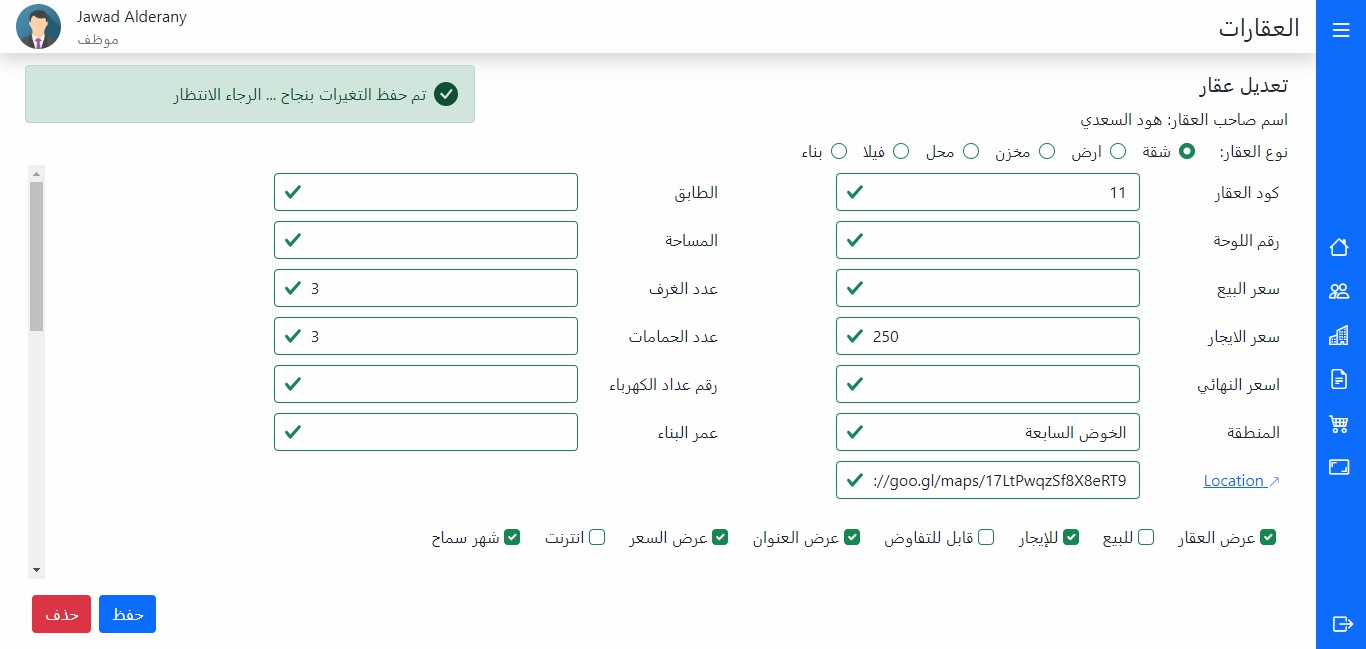 العقارات
Jawad Alderany
موظف
تعديل عقار
تم حفظ التغيرات بنجاح ... الرجاء الانتظار
اسم صاحب العقار: هود السعدي
نوع العقار: شقة ارض مخزن محل فيلا بناء
كود العقار 11 الطابق
رقم اللوحة المساحة
سعر البيع عدد الغرف 3
سعر الايجار 250 عدد الحمامات 3
اسعر النهائي رقم عداد الكهرباء
المنطقة الخوض السابعة عمر البناء
Location ://goo.gl/maps/17LtPwqzSf8X8eRT9
عرض العقار للبيع للإيجار قابل للتفاوض عرض العنوان عرض السعر انترنت شهر سماح
حفظ حذف